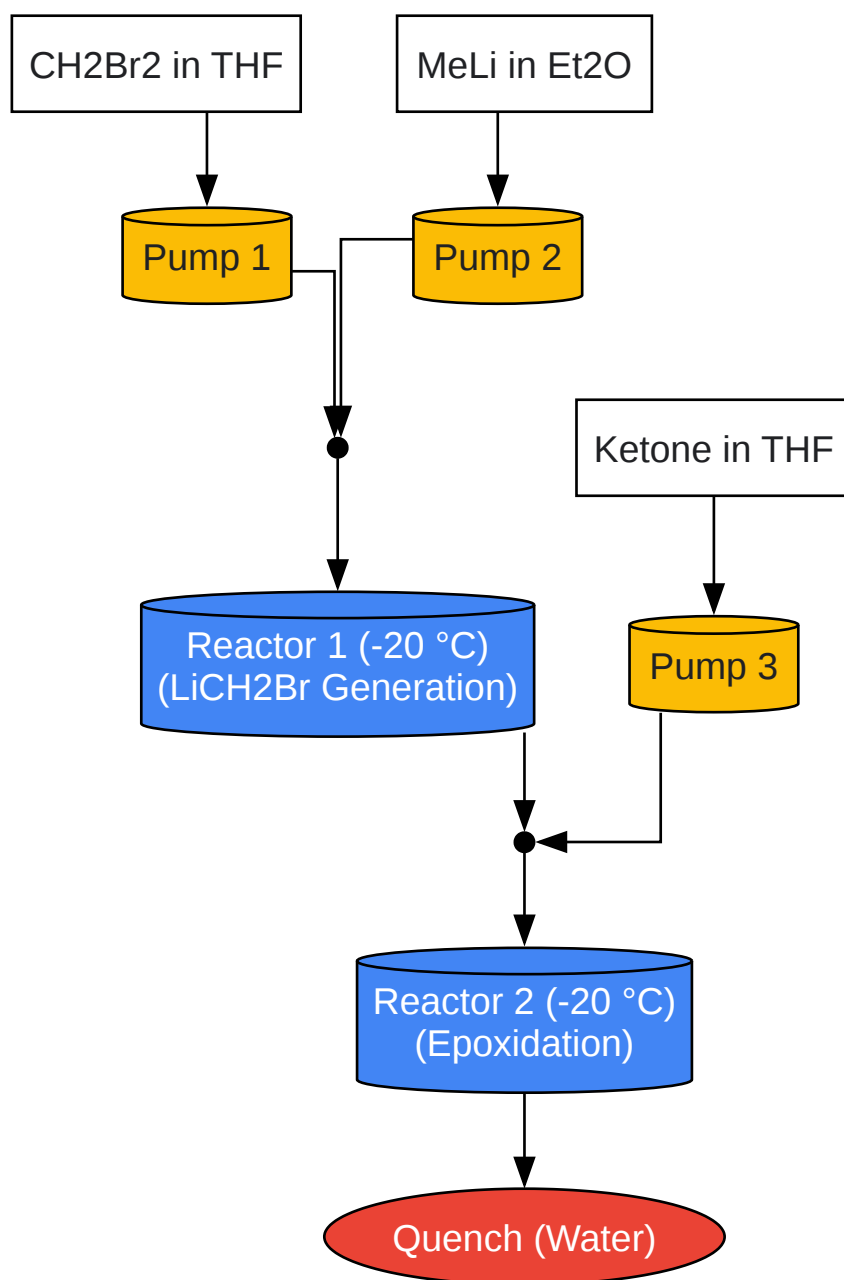 CH2Br2 in THF
MeLi in Et2O
Pump 1
Pump 2
Ketone in THF
Reactor 1 (-20 °C)
(LiCH2Br Generation)
Pump 3
Reactor 2 (-20 °C)
(Epoxidation)
Quench (Water)